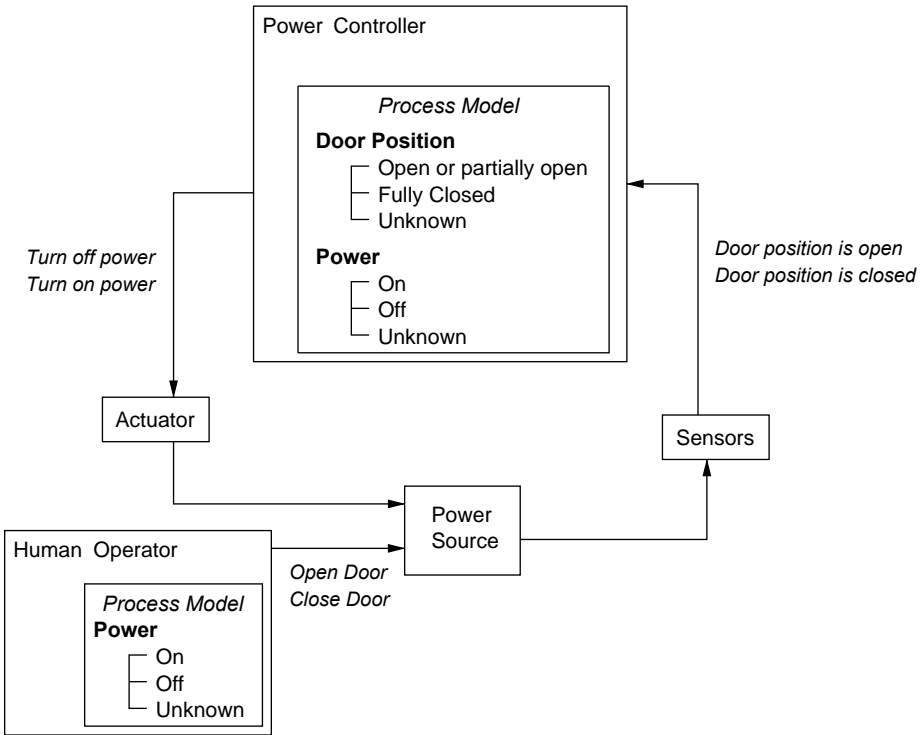 Power Controller
Process Model
Door Position
Open or partially open
Fully Closed
Unknown
Power
On
Off
Unknown
Turn off power
Turn on power
Door position is open
Door position is closed
Actuator
Sensors
Power
Source
Human Operator
Open Door
Close Door
Process Model
Power
On
Off
Unknown